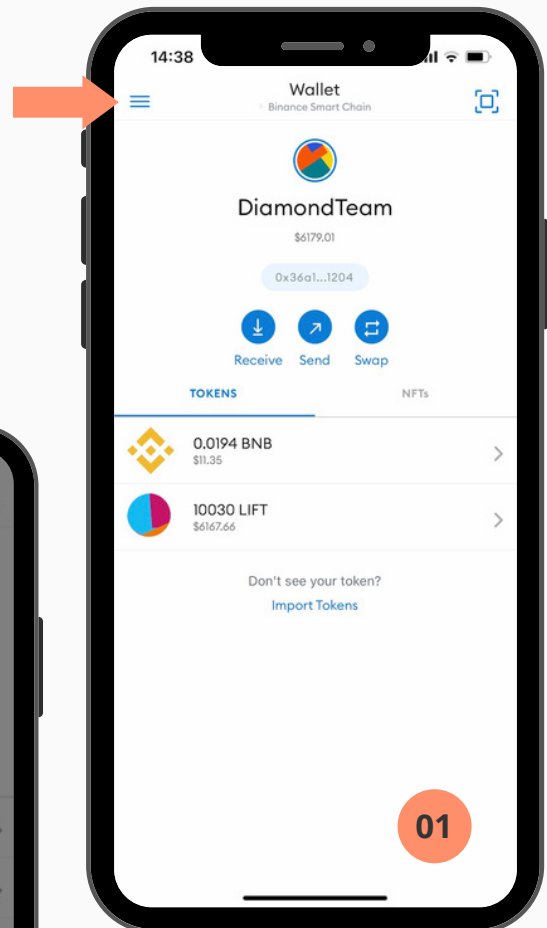 14:38
Wallet
Binance Smart Chain
DiamondTeam
$6179.01
0x36a1...1204
Receive Send Swap
TOKENS NFTs
0.0194 BNB
$11.35
10030 LIFT
$6167.66
Don't see your token?
Import Tokens
01